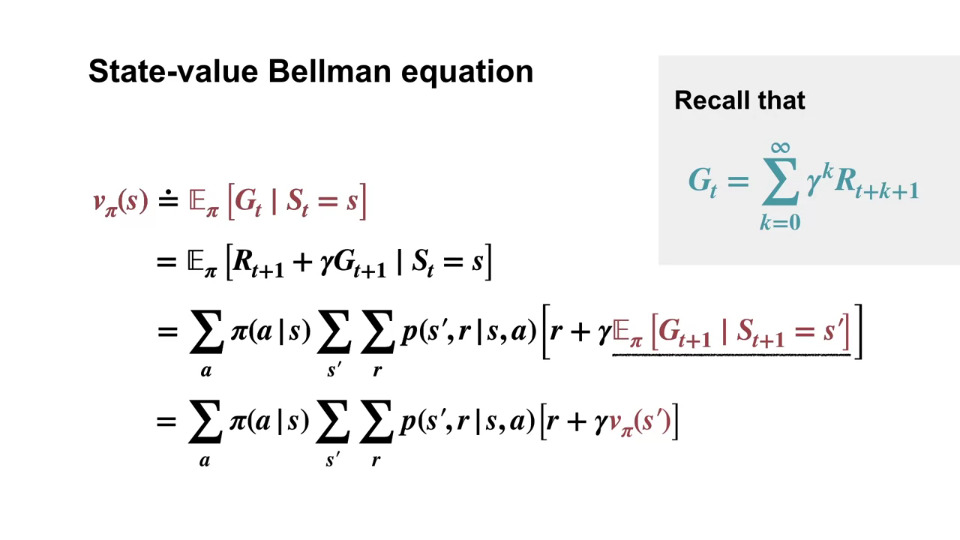 State-value Bellman equation
Recall that
G_t = ∑_{k=0}^{∞} γ^k R_{t+k+1}
v_π(s) ≐ 𝔼_π [G_t | S_t = s]
= 𝔼_π [R_{t+1} + γG_{t+1} | S_t = s]
= ∑_a π(a|s) ∑_{s′} ∑_r p(s′, r|s, a) [r + γ𝔼_π [G_{t+1} | S_{t+1} = s′]]
= ∑_a π(a|s) ∑_{s′} ∑_r p(s′, r|s, a) [r + γv_π(s′)]